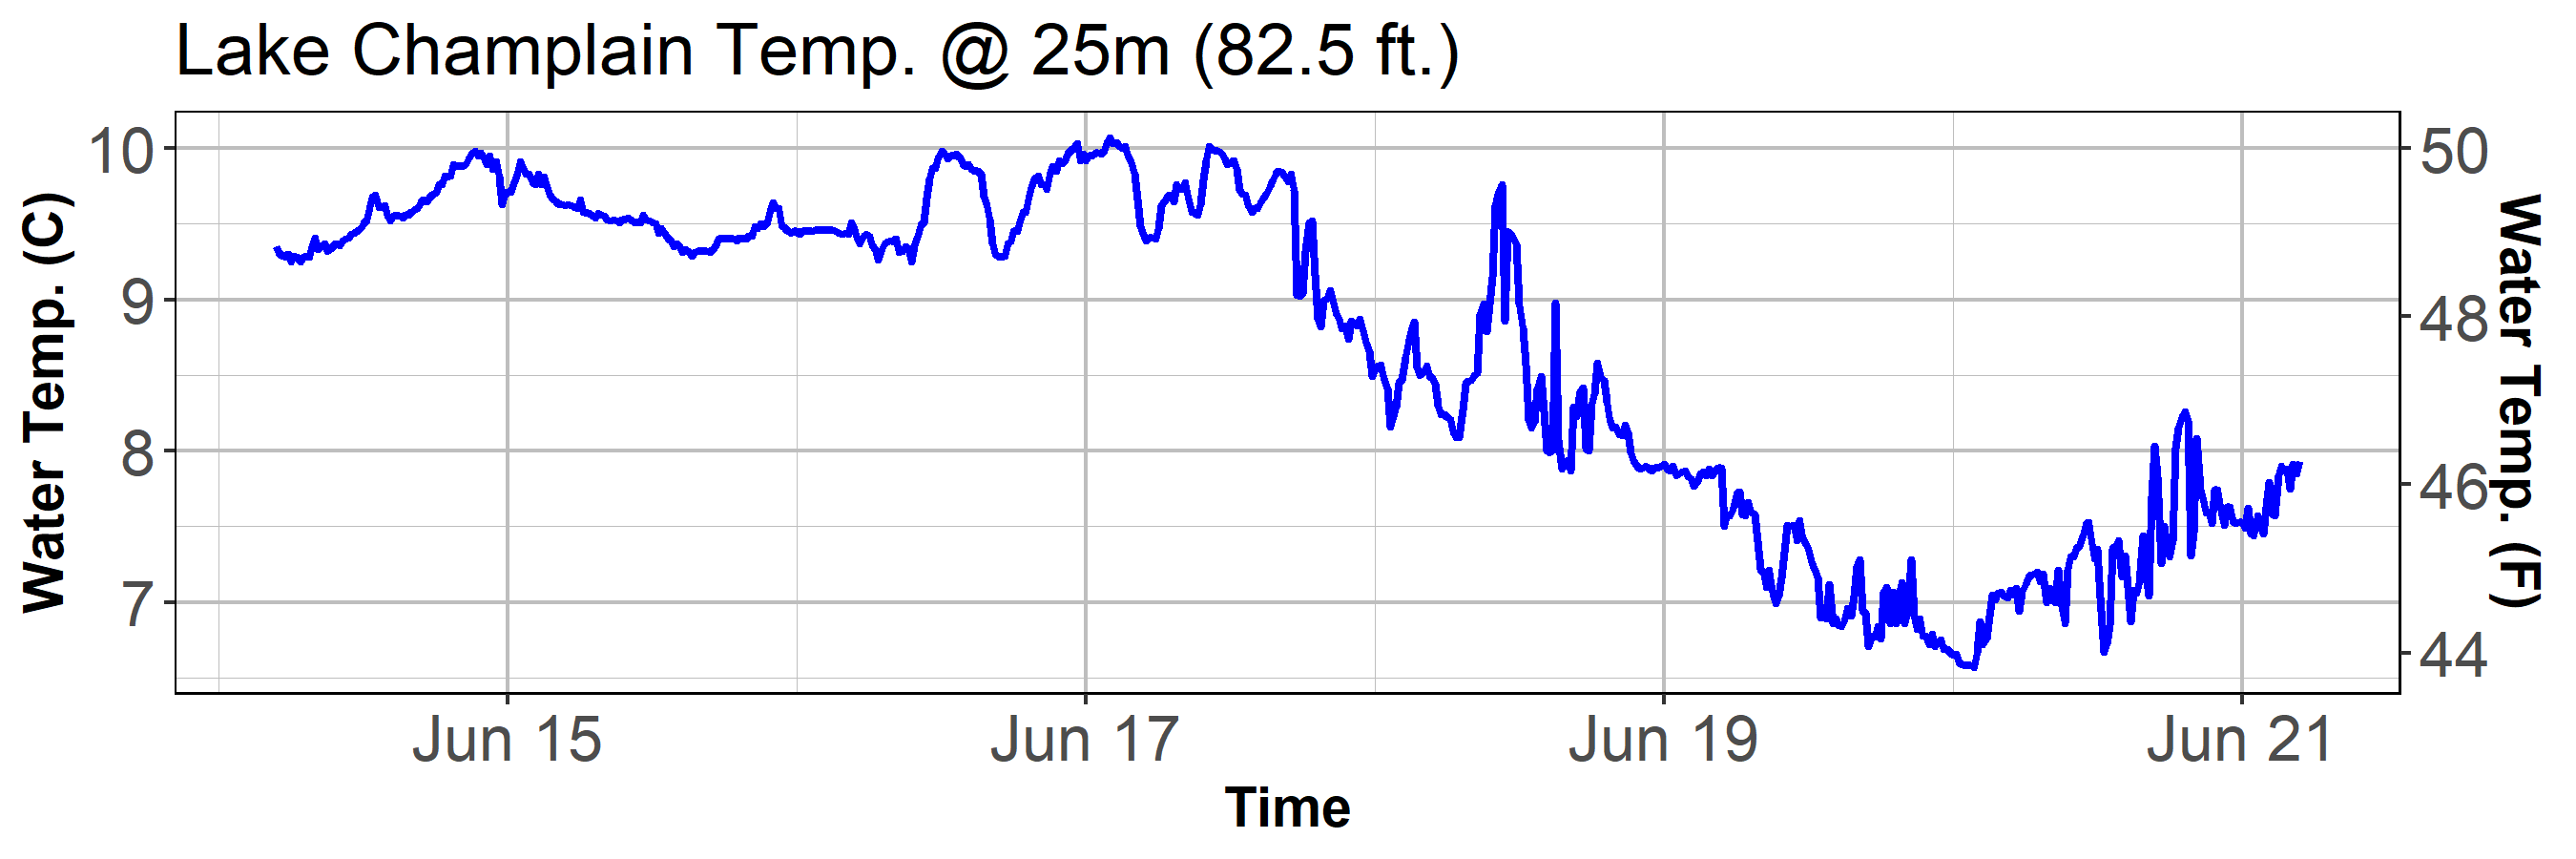 Lake Champlain Temp. @ 25m (82.5 ft.)
Water Temp. (C)
10
9
8
7
50
48
46
44
Water Temp. (F)
Jun 15
Jun 17
Jun 19
Jun 21
Time